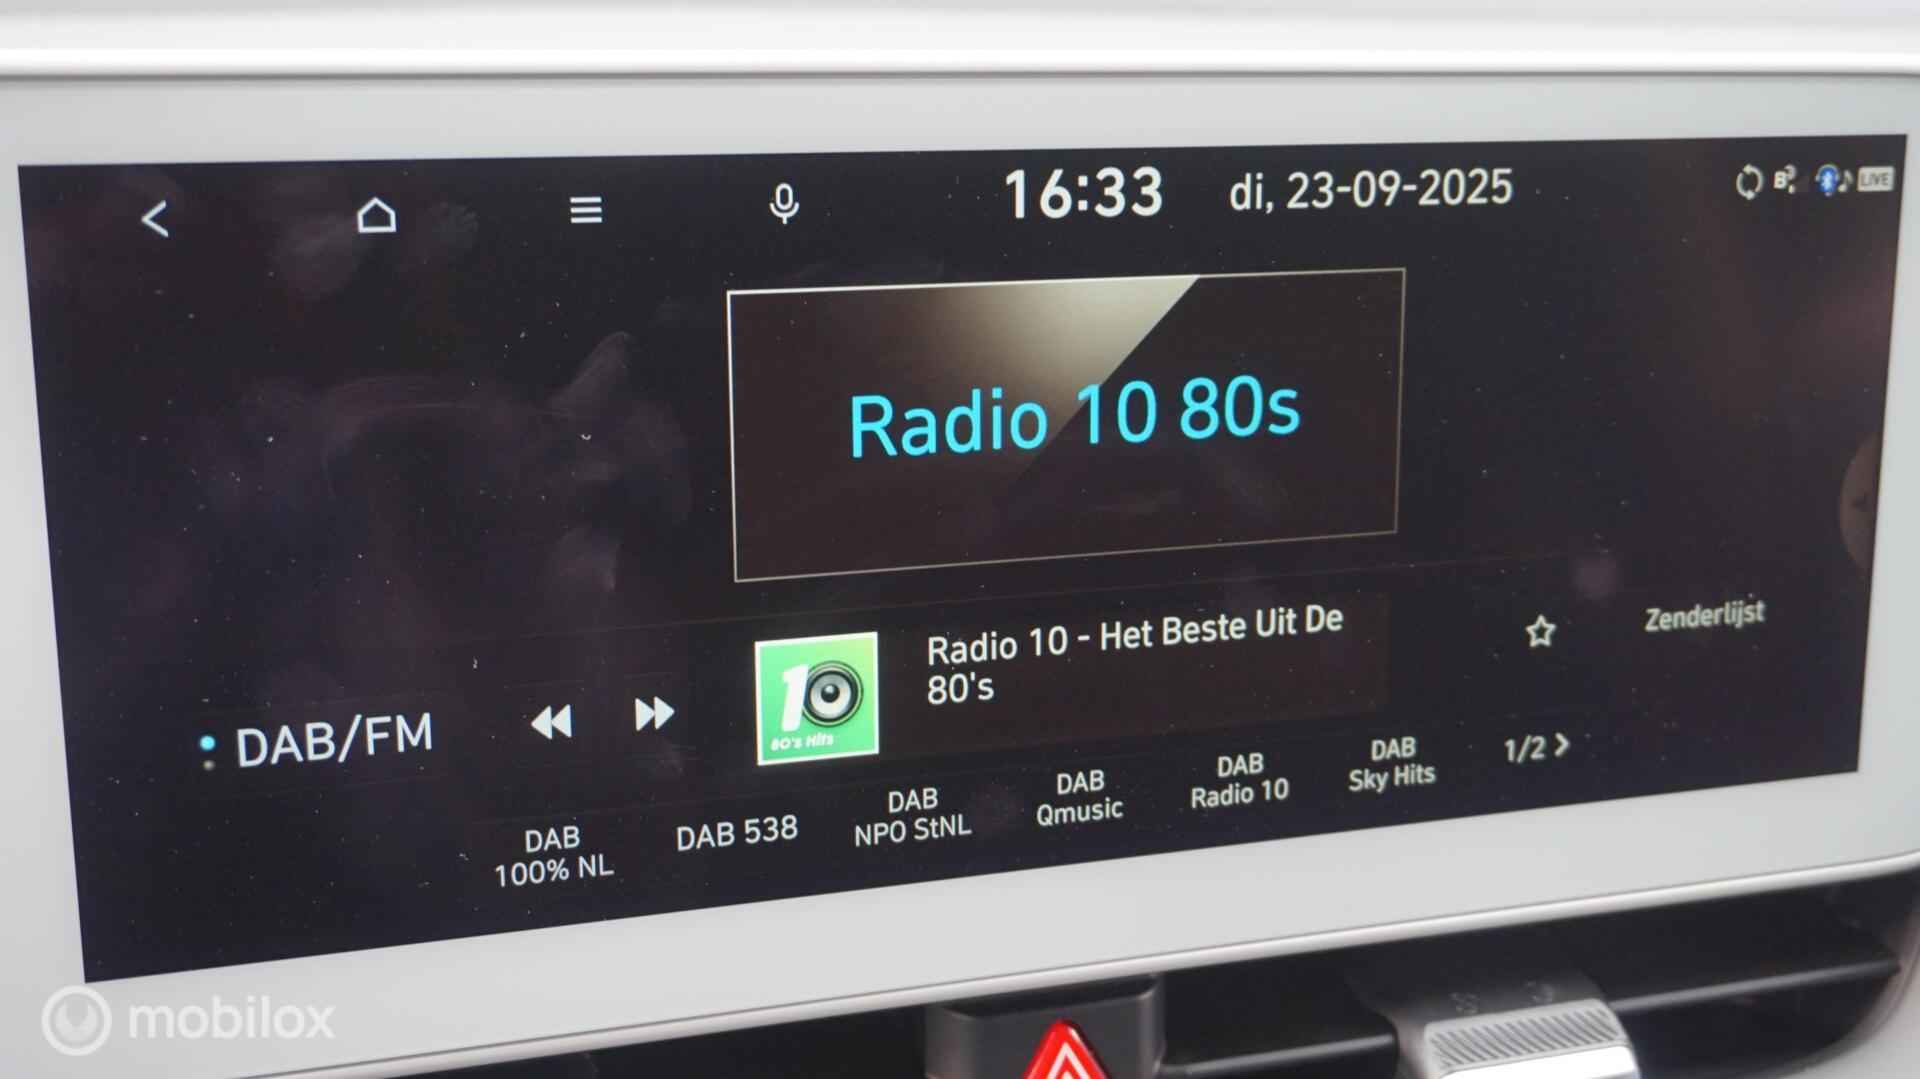 16:33 di, 23-09-2025
LIVE
Radio 10 80s
Radio 10 - Het Beste Uit De
80's
Zenderlijst
10
80's Hits
DAB/FM
DAB
100% NL
DAB 538
DAB
NPO StNL
DAB
Qmusic
DAB
Radio 10
DAB
Sky Hits
1/2
mobilox